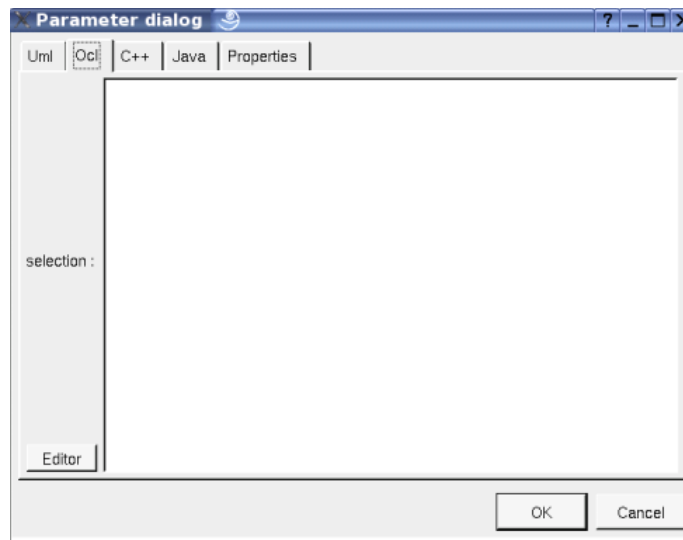 Parameter dialog
Uml Ocl C++ Java Properties
selection :
Editor
OK Cancel